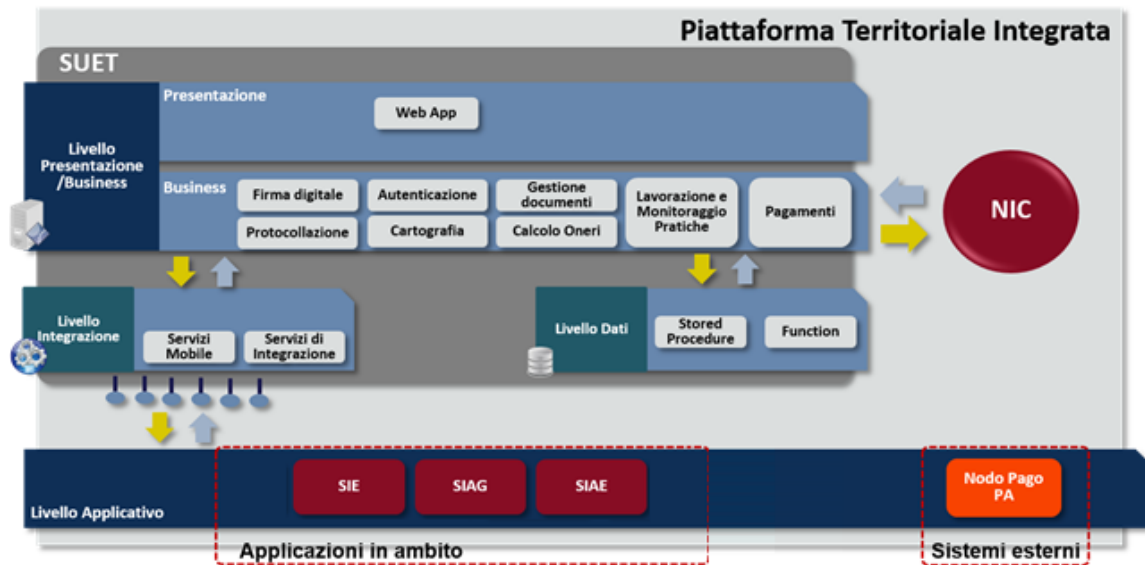 Piattaforma Territoriale Integrata
SUET
Presentazione
Web App
Livello
Presentazione
/Business
Business
Firma digitale
Autenticazione
Gestione
documenti
Lavorazione e
Monitoraggio
Pratiche
Pagamenti
Protocollazione
Cartografia
Calcolo Oneri
NIC
Livello
Integrazione
Servizi
Mobile
Servizi di
Integrazione
Livello Dati
Stored
Procedure
Function
Livello Applicativo
SIE
SIAG
SIAE
Nodo Pago
PA
Applicazioni in ambito
Sistemi esterni